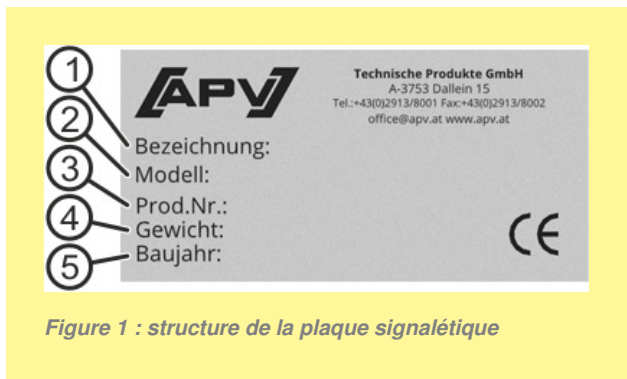 1
2
3
4
5
APV
Technische Produkte GmbH
A-3753 Dallein 15
Tel.:+43(0)2913/8001 Fax:+43(0)2913/8002
office@apv.at www.apv.at
Bezeichnung:
Modell:
Prod.Nr.:
Gewicht:
Baujahr:
CE
Figure 1 : structure de la plaque signalétique